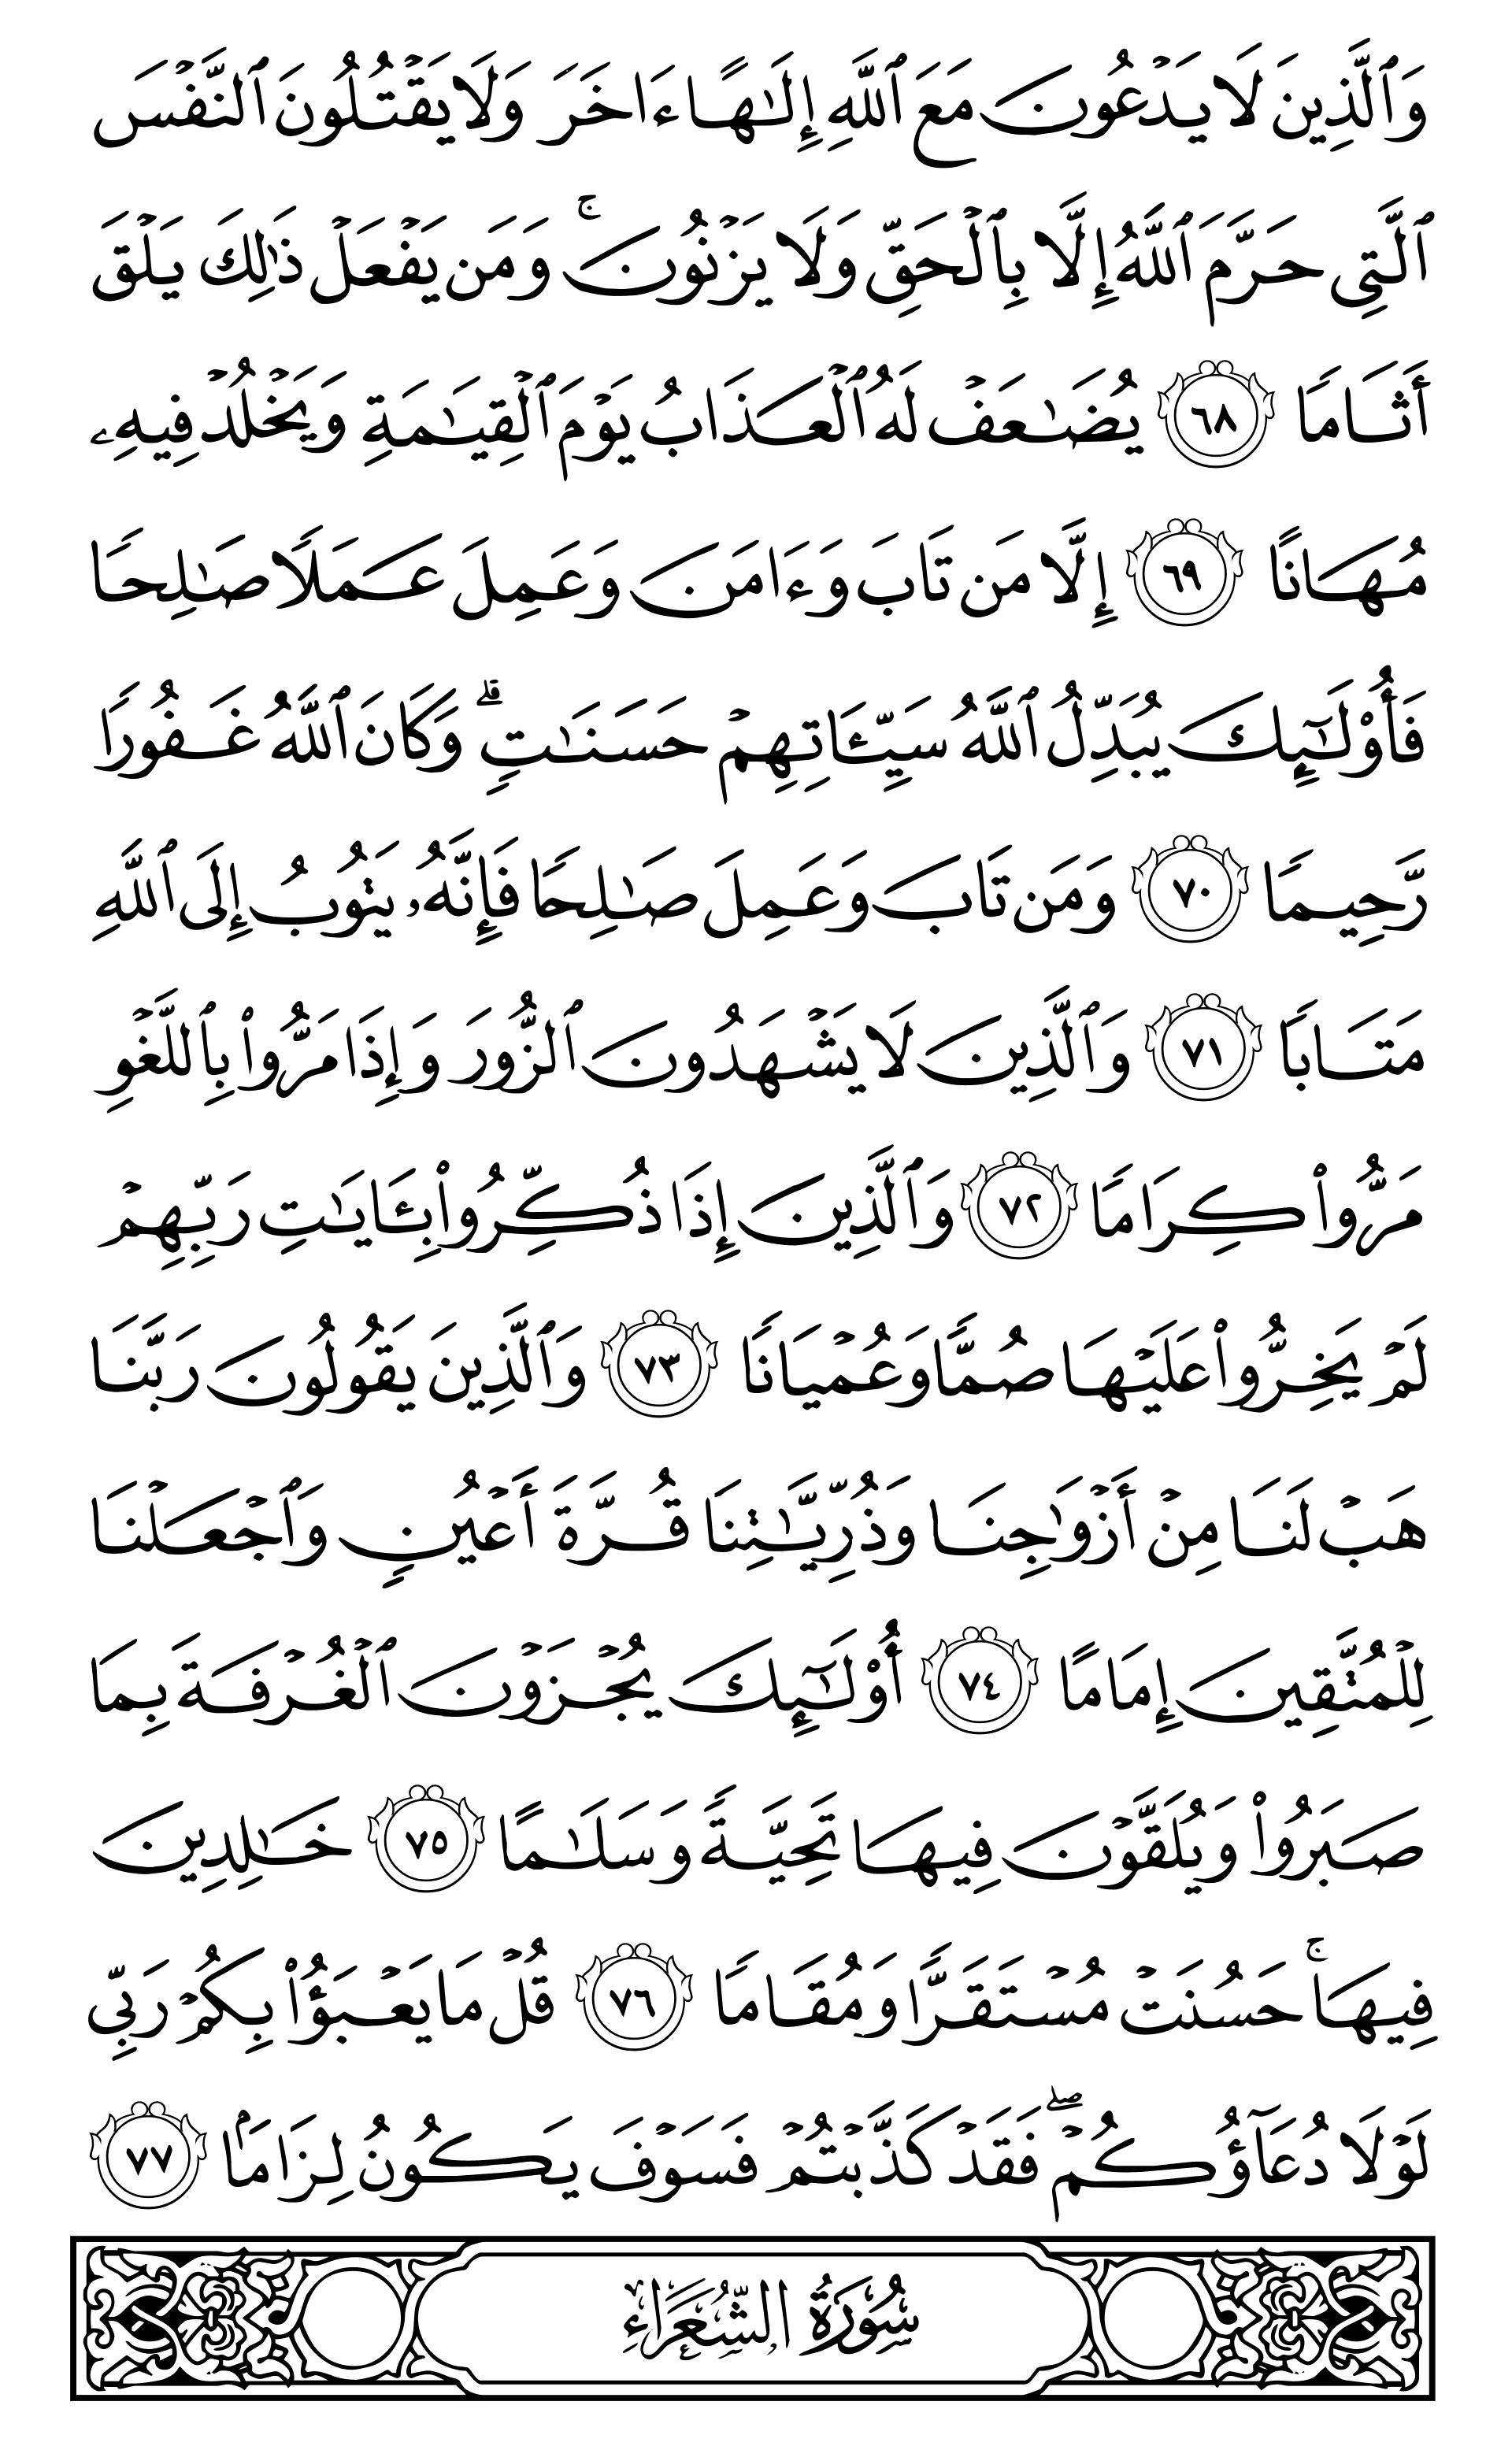 وَٱلَّذِينَ لَا يَدْعُونَ مَعَ ٱللَّهِ إِلَٰهًا ءَاخَرَ وَلَا يَقْتُلُونَ ٱلنَّفْسَ
ٱلَّتِي حَرَّمَ ٱللَّهُ إِلَّا بِٱلْحَقِّ وَلَا يَزْنُونَۚ وَمَن يَفْعَلْ ذَٰلِكَ يَلْقَ
أَثَامًا ٦٨ يُضَٰعَفْ لَهُ ٱلْعَذَابُ يَوْمَ ٱلْقِيَٰمَةِ وَيَخْلُدْ فِيهِۦ
مُهَانًا ٦٩ إِلَّا مَن تَابَ وَءَامَنَ وَعَمِلَ عَمَلًا صَٰلِحًا
فَأُوْلَٰٓئِكَ يُبَدِّلُ ٱللَّهُ سَيِّـَٔاتِهِمْ حَسَنَٰتٍۗ وَكَانَ ٱللَّهُ غَفُورًا
رَّحِيمًا ٧٠ وَمَن تَابَ وَعَمِلَ صَٰلِحًا فَإِنَّهُۥ يَتُوبُ إِلَى ٱللَّهِ
مَتَابًا ٧١ وَٱلَّذِينَ لَا يَشْهَدُونَ ٱلزُّورَ وَإِذَا مَرُّواْ بِٱللَّغْوِ
مَرُّواْ كِرَامًا ٧٢ وَٱلَّذِينَ إِذَا ذُكِّرُواْ بِـَٔايَٰتِ رَبِّهِمْ
لَمْ يَخِرُّواْ عَلَيْهَا صُمًّا وَعُمْيَانًا ٧٣ وَٱلَّذِينَ يَقُولُونَ رَبَّنَا
هَبْ لَنَا مِنْ أَزْوَٰجِنَا وَذُرِّيَّٰتِنَا قُرَّةَ أَعْيُنٍ وَٱجْعَلْنَا
لِلْمُتَّقِينَ إِمَامًا ٧٤ أُوْلَٰٓئِكَ يُجْزَوْنَ ٱلْغُرْفَةَ بِمَا
صَبَرُواْ وَيُلَقَّوْنَ فِيهَا تَحِيَّةً وَسَلَٰمًا ٧٥ خَٰلِدِينَ
فِيهَاۚ حَسُنَتْ مُسْتَقَرًّا وَمُقَامًا ٧٦ قُلْ مَا يَعْبَؤُاْ بِكُمْ رَبِّي
لَوْلَا دُعَآؤُكُمْۖ فَقَدْ كَذَّبْتُمْ فَسَوْفَ يَكُونُ لِزَامًۢا ٧٧
سُورَةُ الشُّعَرَاءِ